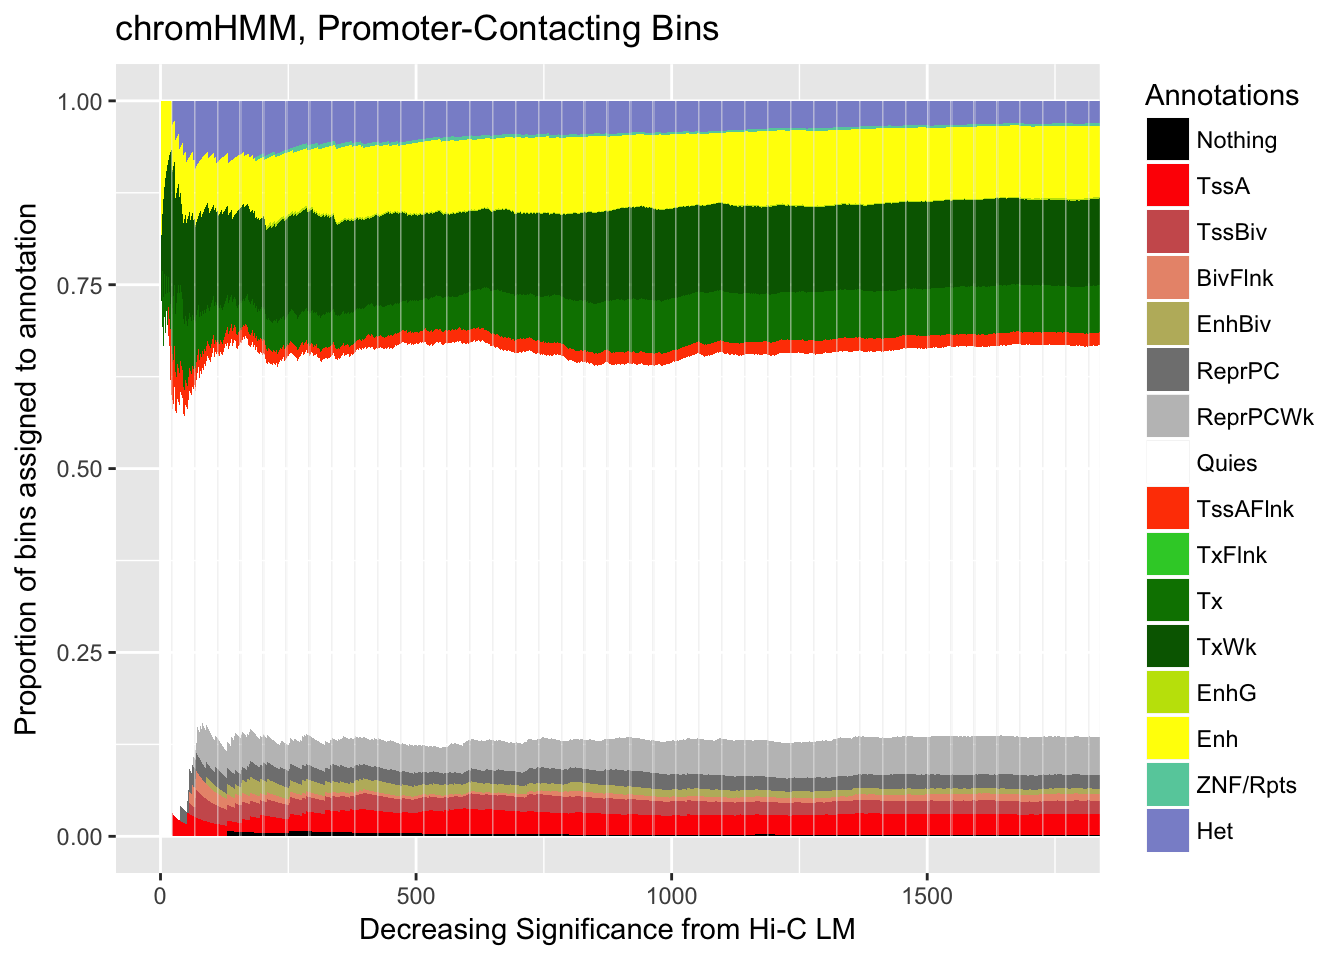 chromHMM, Promoter-Contacting Bins
Proportion of bins assigned to annotation
1.00
0.75
0.50
0.25
0.00
0
500
1000
1500
Decreasing Significance from Hi-C LM
Annotations
Nothing
TssA
TssBiv
BivFlnk
EnhBiv
ReprPC
ReprPCWk
Quies
TssAFlnk
TxFlnk
Tx
TxWk
EnhG
Enh
ZNF/Rpts
Het